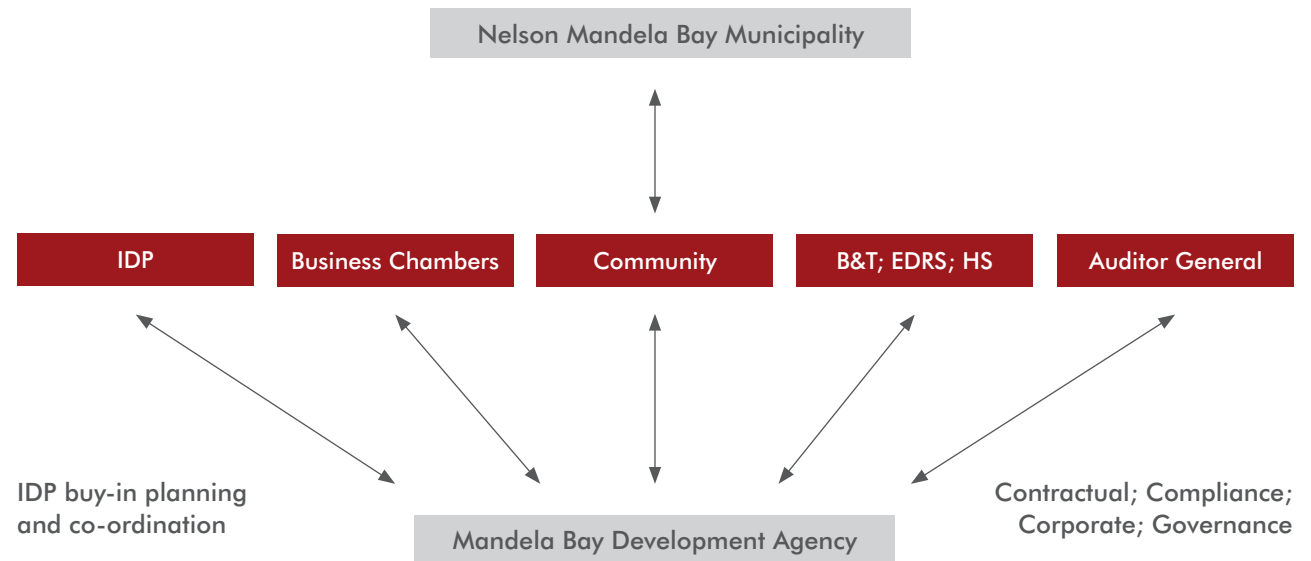 Nelson Mandela Bay Municipality
IDP
Business Chambers
Community
B&T; EDRS; HS
Auditor General
IDP buy-in planning
and co-ordination
Contractual; Compliance;
Corporate; Governance
Mandela Bay Development Agency